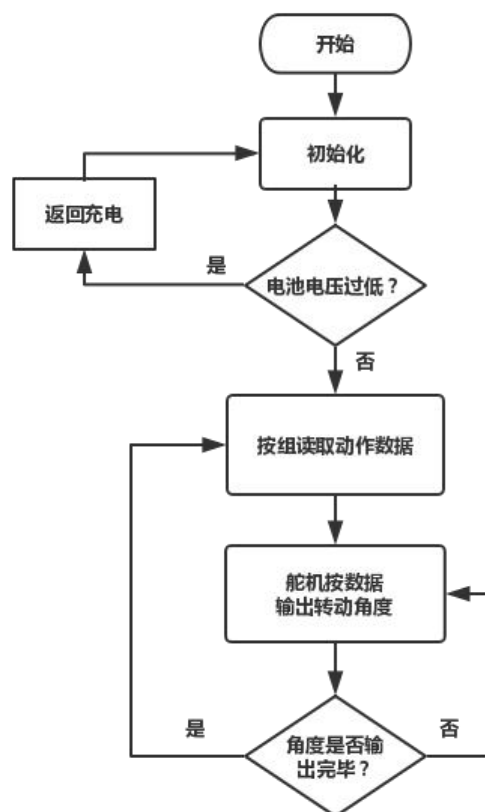 开始
初始化
返回充电
是
电池电压过低？
否
按组读取动作数据
舵机按数据
输出转动角度
是
角度是否输
出完毕？
否